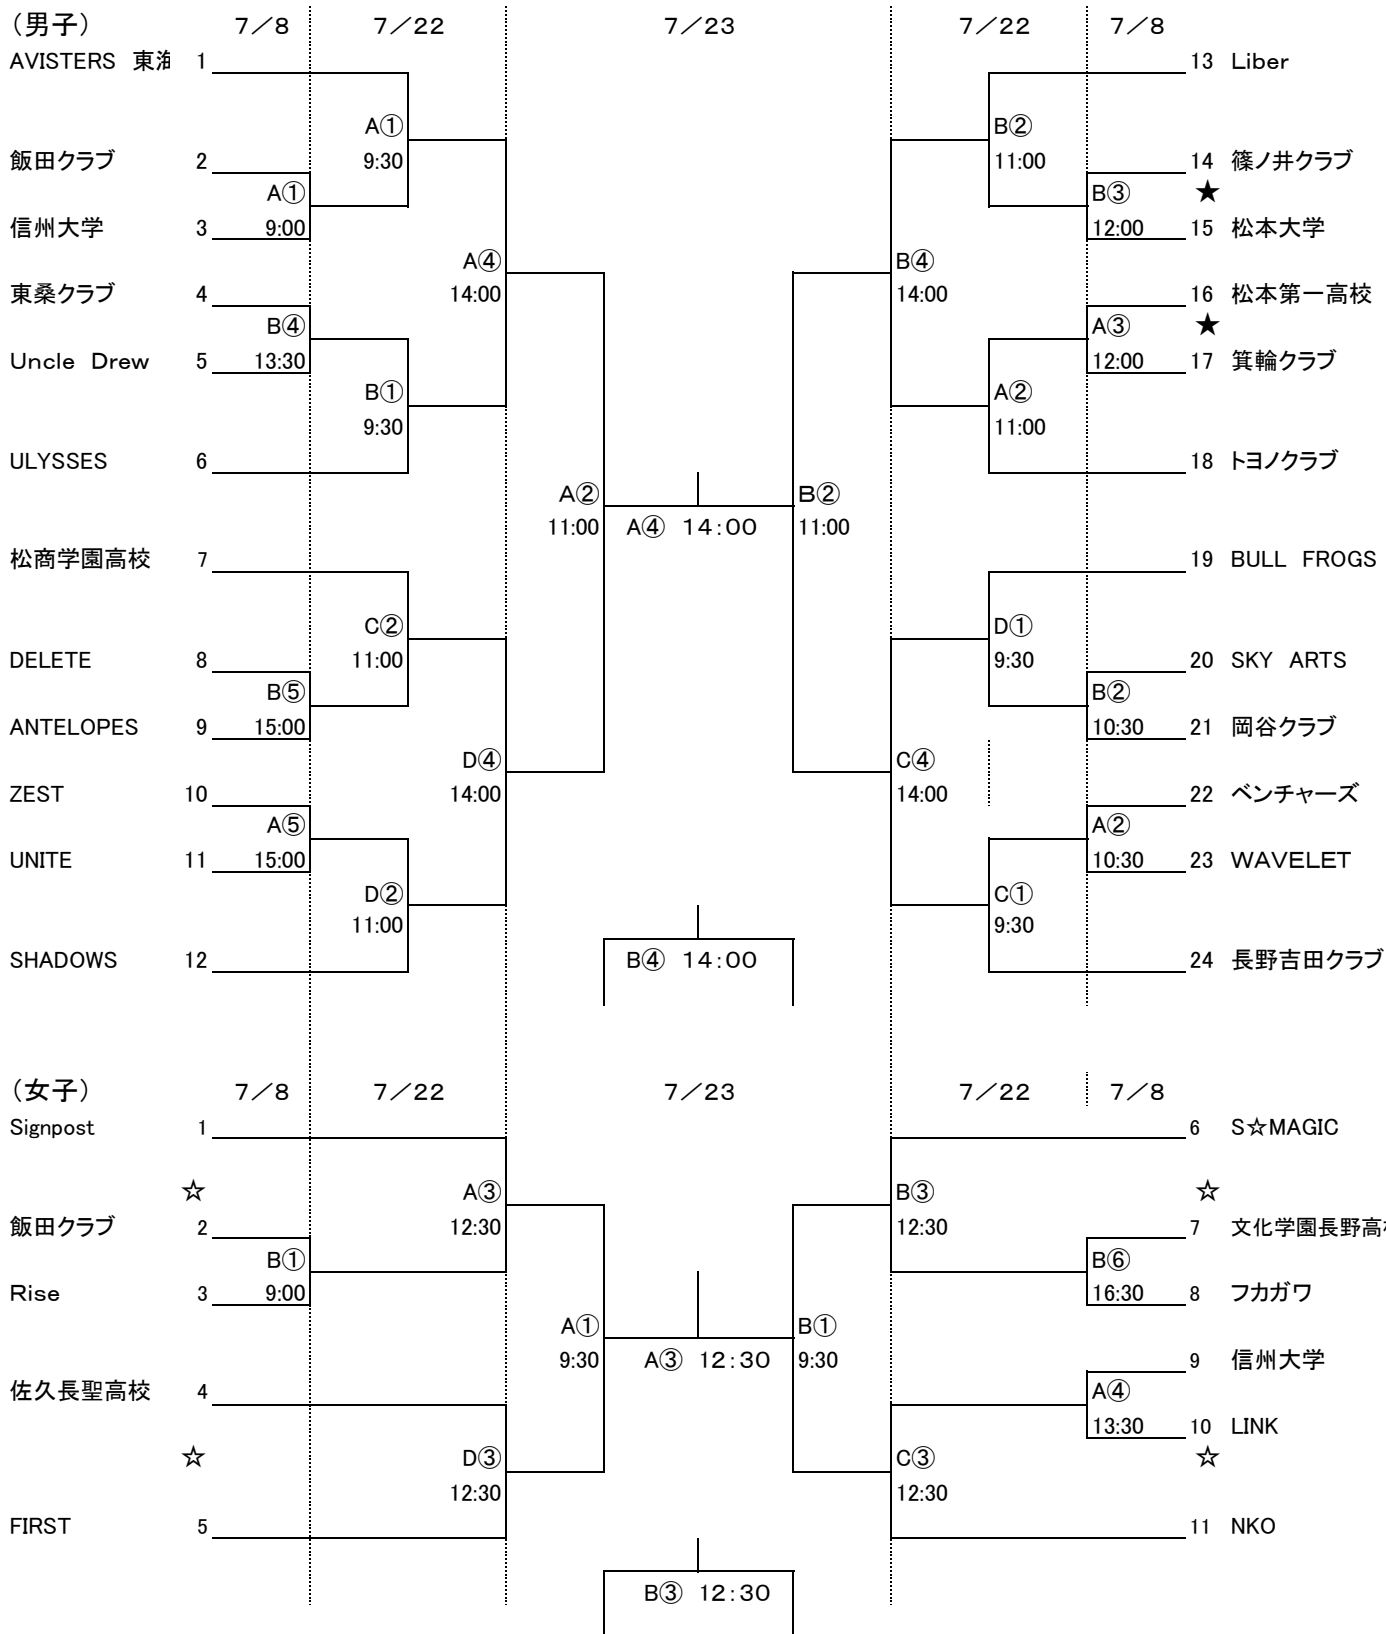 (男子) 7/8 7/22 7/23 7/22 7/8
AVISTERS 東海 1 13 Liber
A① B②
飯田クラブ 2 9:30 11:00 14 篠ノ井クラブ
A① B③ ★
信州大学 3 9:00 12:00 15 松本大学
A④ B④
東桑クラブ 4 14:00 14:00 16 松本第一高校
B④ A③ ★
Uncle Drew 5 13:30 12:00 17 箕輪クラブ
B① A②
9:30 11:00
ULYSSES 6 18 トヨノクラブ
A② B②
11:00 A④ 14:00 11:00
松商学園高校 7 19 BULL FROGS
C② D①
DELETE 8 11:00 9:30 20 SKY ARTS
B⑤ B②
ANTELOPES 9 15:00 10:30 21 岡谷クラブ
D④ C④
ZEST 10 14:00 14:00 22 ベンチャーズ
A⑤ A②
UNITE 11 15:00 10:30 23 WAVELET
D② C①
11:00 9:30
SHADOWS 12 B④ 14:00 24 長野吉田クラブ
(女子) 7/8 7/22 7/23 7/22 7/8
Signpost 1 6 S☆MAGIC
☆ A③ B③ ☆
飯田クラブ 2 12:30 12:30 7 文化学園長野高
B① B⑥
Rise 3 9:00 16:30 8 フカガワ
A① B①
9:30 A③ 12:30 9:30 9 信州大学
佐久長聖高校 4 A④
13:30 10 LINK
☆ D③ C③ ☆
12:30 12:30
FIRST 5 11 NKO
B③ 12:30